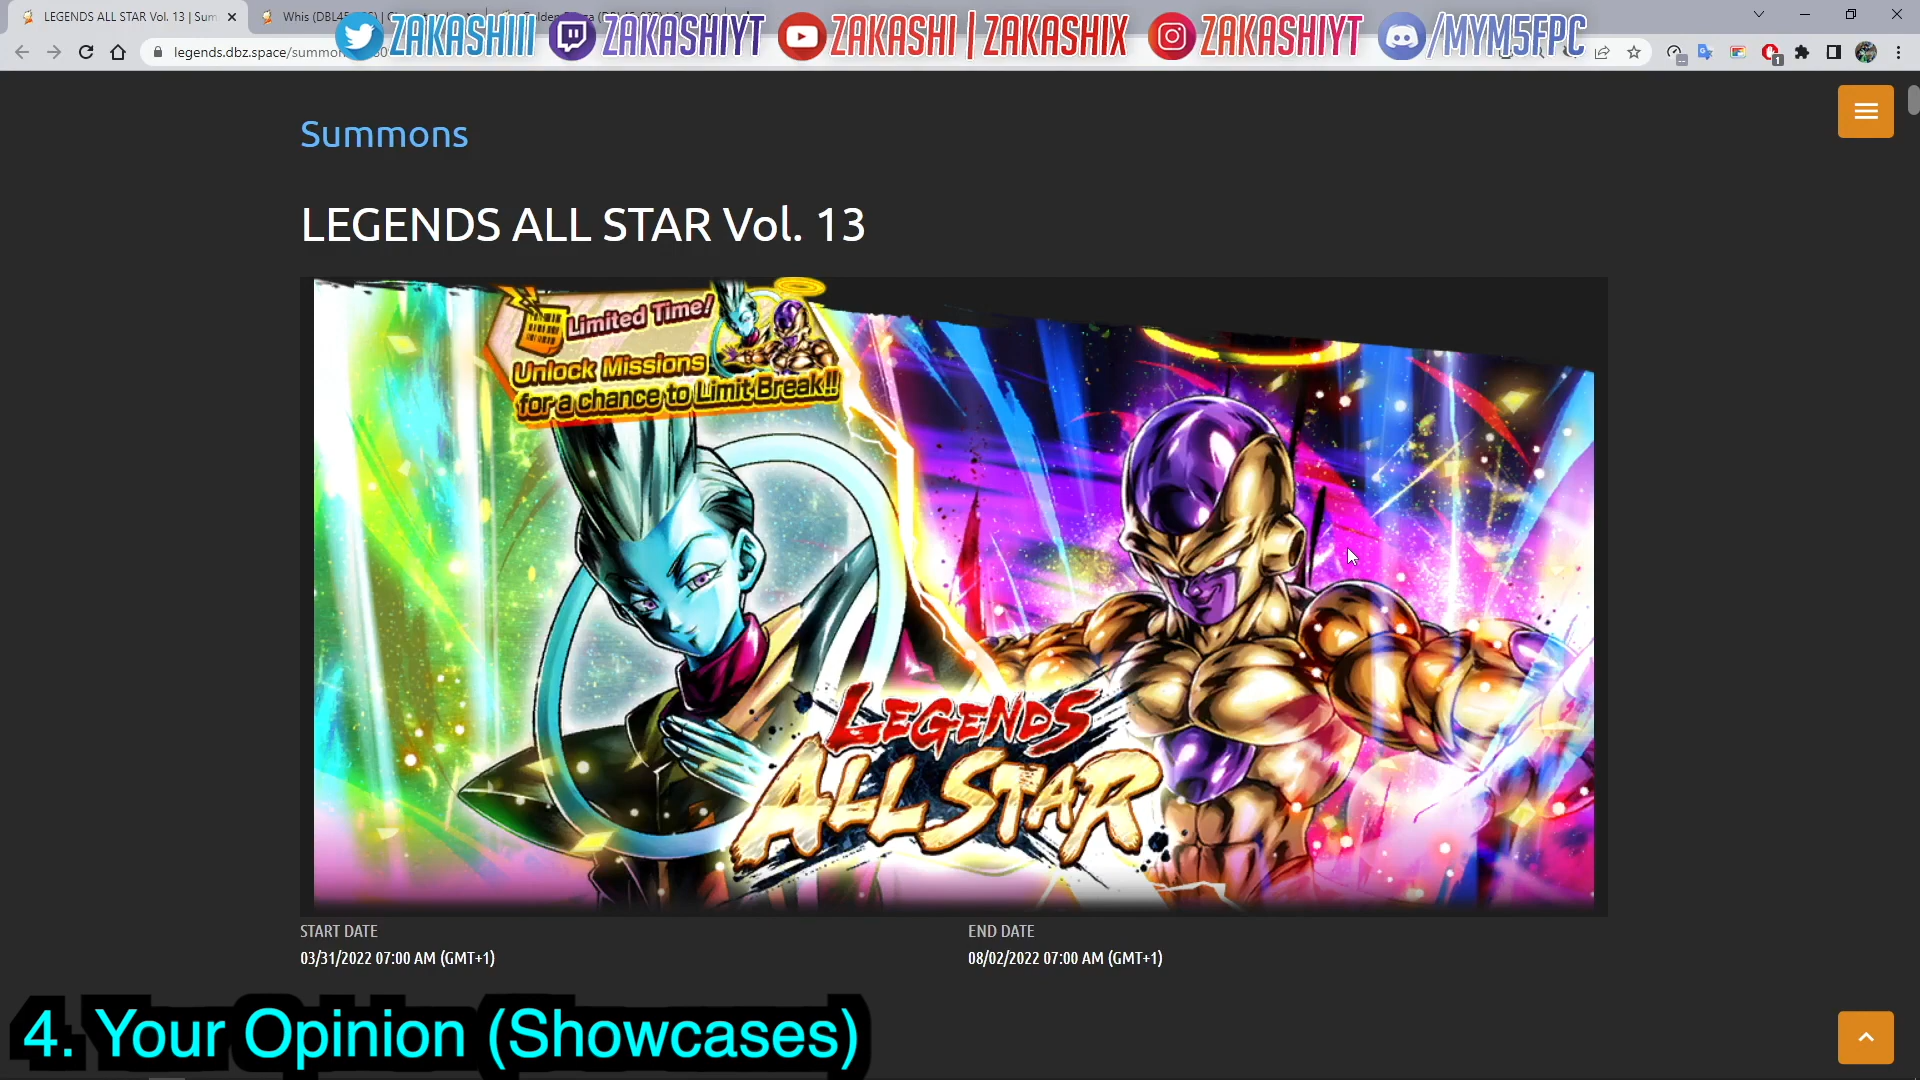 LEGENDS ALL STAR Vol. 13 | Sum
Whis (DBL45
ZAKASHIII
ZAKASHIYT
ZAKASHI | ZAKASHIX
ZAKASHIYT
/MYM5FPC
legends.dbz.space/summon
1
Summons
LEGENDS ALL STAR Vol. 13
Limited Time!
Unlock Missions
for a chance to Limit Break!!
LEGENDS
ALL STAR
START DATE
END DATE
03/31/2022 07:00 AM (GMT+1)
08/02/2022 07:00 AM (GMT+1)
4. Your Opinion (Showcases)